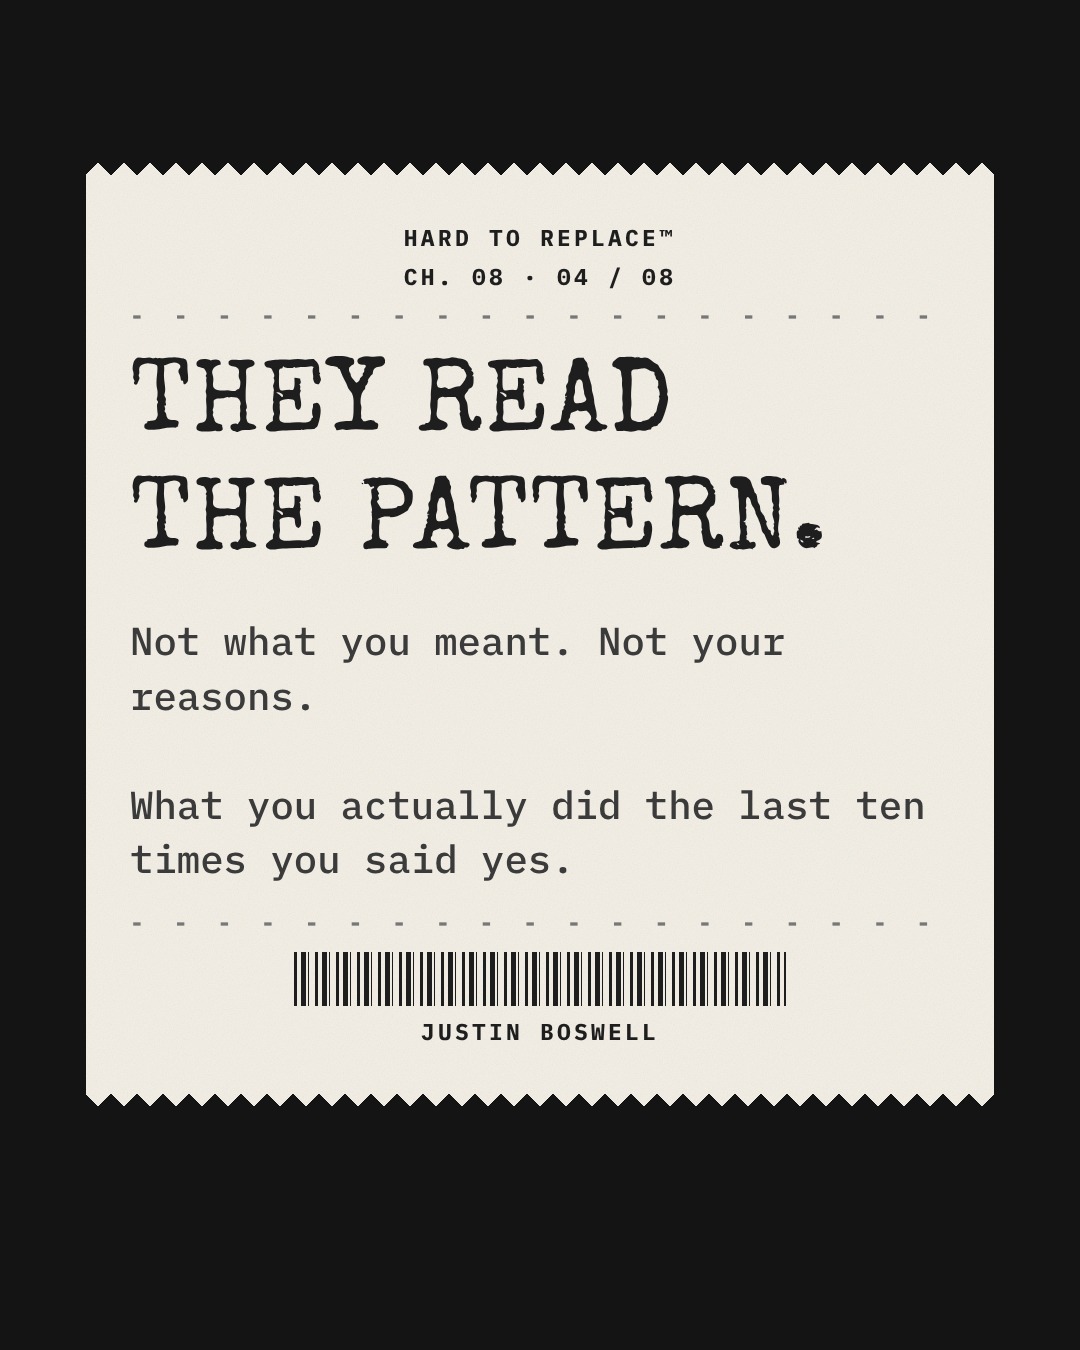 HARD TO REPLACE™
CH. 08 · 04 / 08
THEY READ
THE PATTERN.
Not what you meant. Not your
reasons.
What you actually did the last ten
times you said yes.
JUSTIN BOSWELL